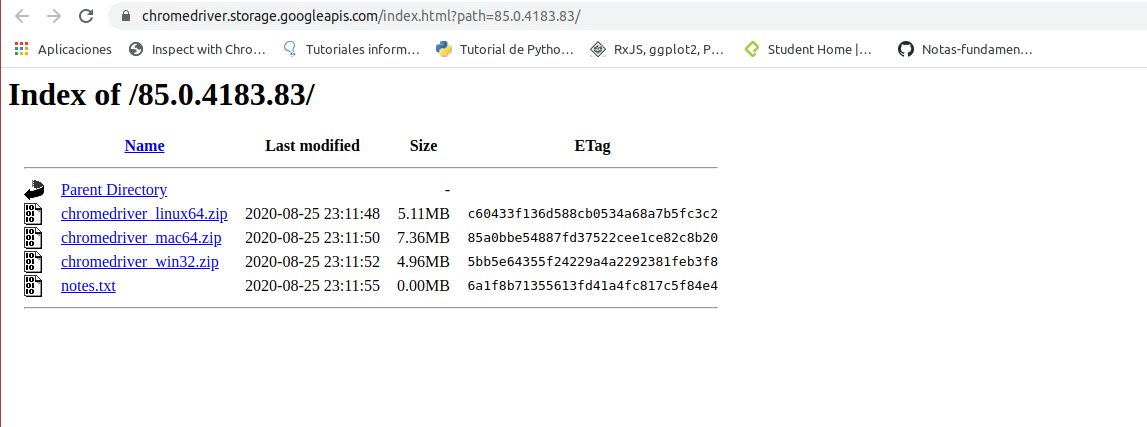 chromedriver.storage.googleapis.com/index.html?path=85.0.4183.83/
Aplicaciones Inspect with Chro… Tutoriales inform… Tutorial de Pytho… RxJS, ggplot2, P… Student Home |… Notas-fundamen…
Index of /85.0.4183.83/
Name Last modified Size ETag
Parent Directory -
chromedriver_linux64.zip 2020-08-25 23:11:48 5.11MB c60433f136d588cb0534a68a7b5fc3c2
chromedriver_mac64.zip 2020-08-25 23:11:50 7.36MB 85a0bbe54887fd37522cee1ce82c8b20
chromedriver_win32.zip 2020-08-25 23:11:52 4.96MB 5bb5e64355f24229a4a2292381feb3f8
notes.txt 2020-08-25 23:11:55 0.00MB 6a1f8b71355613fd41a4fc817c5f84e4